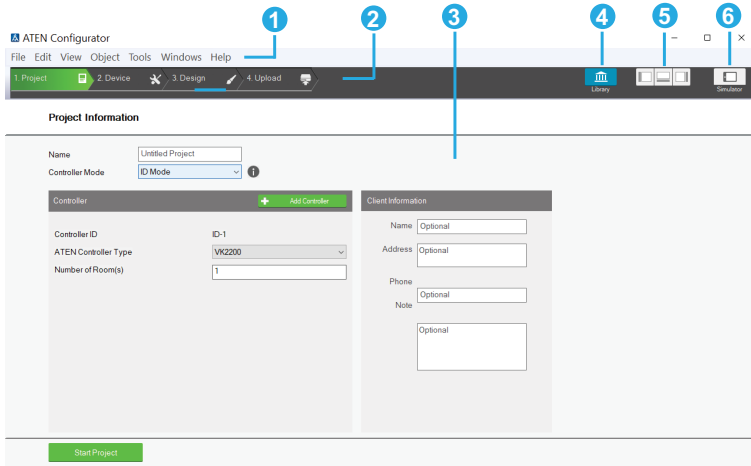 1 2 3 4 5 6
ATEN Configurator
File Edit View Object Tools Windows Help
1. Project 2. Device 3. Design 4. Upload
Library Simulator
Project Information
Name Untitled Project
Controller Mode ID Mode
Controller Add Controller Client Information
Controller ID ID-1
ATEN Controller Type VK2200
Number of Room(s) 1
Name Optional
Address Optional
Phone
Optional
Note
Optional
Start Project